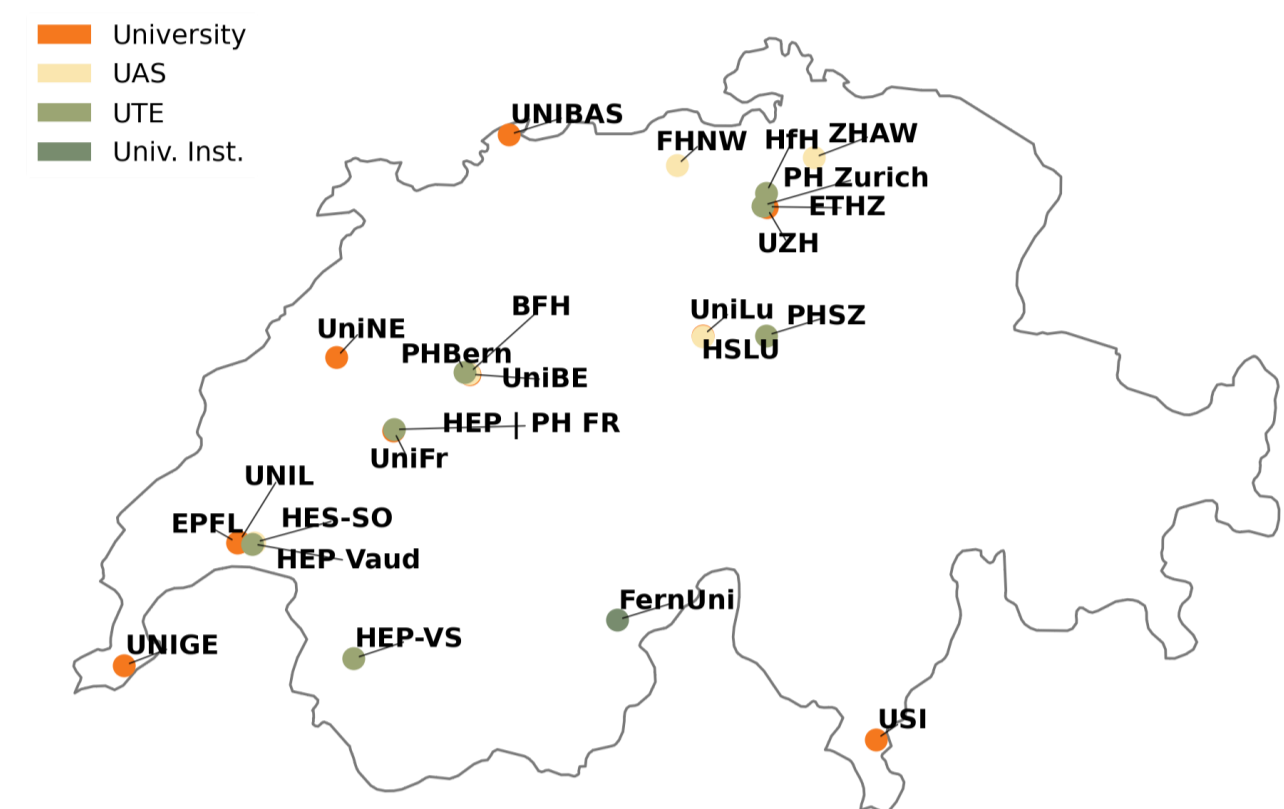 University
UAS
UTE
Univ. Inst.
UNIBAS
FHNW
HfH
ZHAW
PH Zurich
ETHZ
UZH
BFH
UniLu
PHSZ
UniNE
HSLU
PHBern
UniBE
HEP | PH FR
UniFr
UNIL
HES-SO
EPFL
HEP Vaud
FernUni
HEP-VS
UNIGE
USI